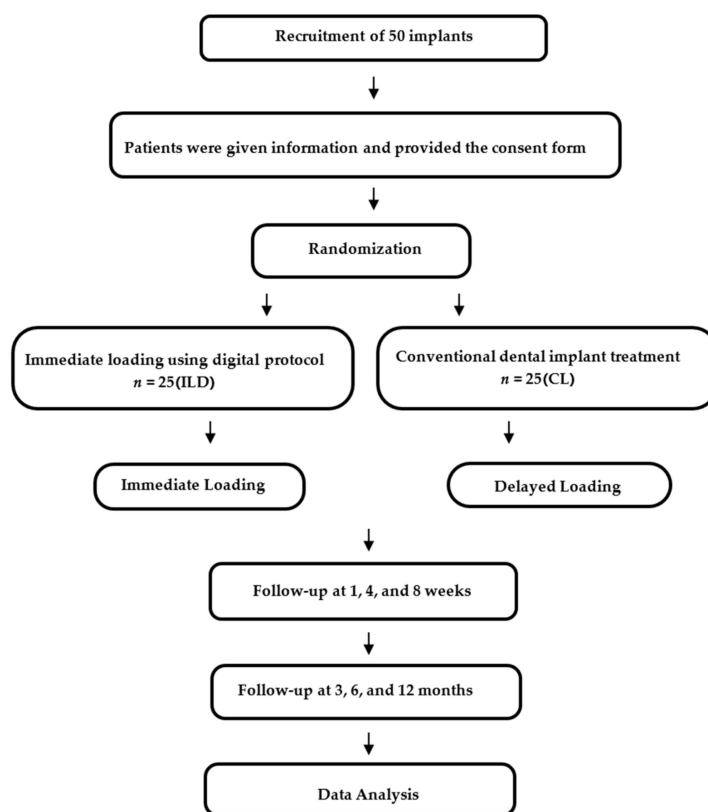 Recruitment of 50 implants
Patients were given information and provided the consent form
Randomization
Immediate loading using digital protocol
n = 25(ILD)
Conventional dental implant treatment
n = 25(CL)
Immediate Loading
Delayed Loading
Follow-up at 1, 4, and 8 weeks
Follow-up at 3, 6, and 12 months
Data Analysis